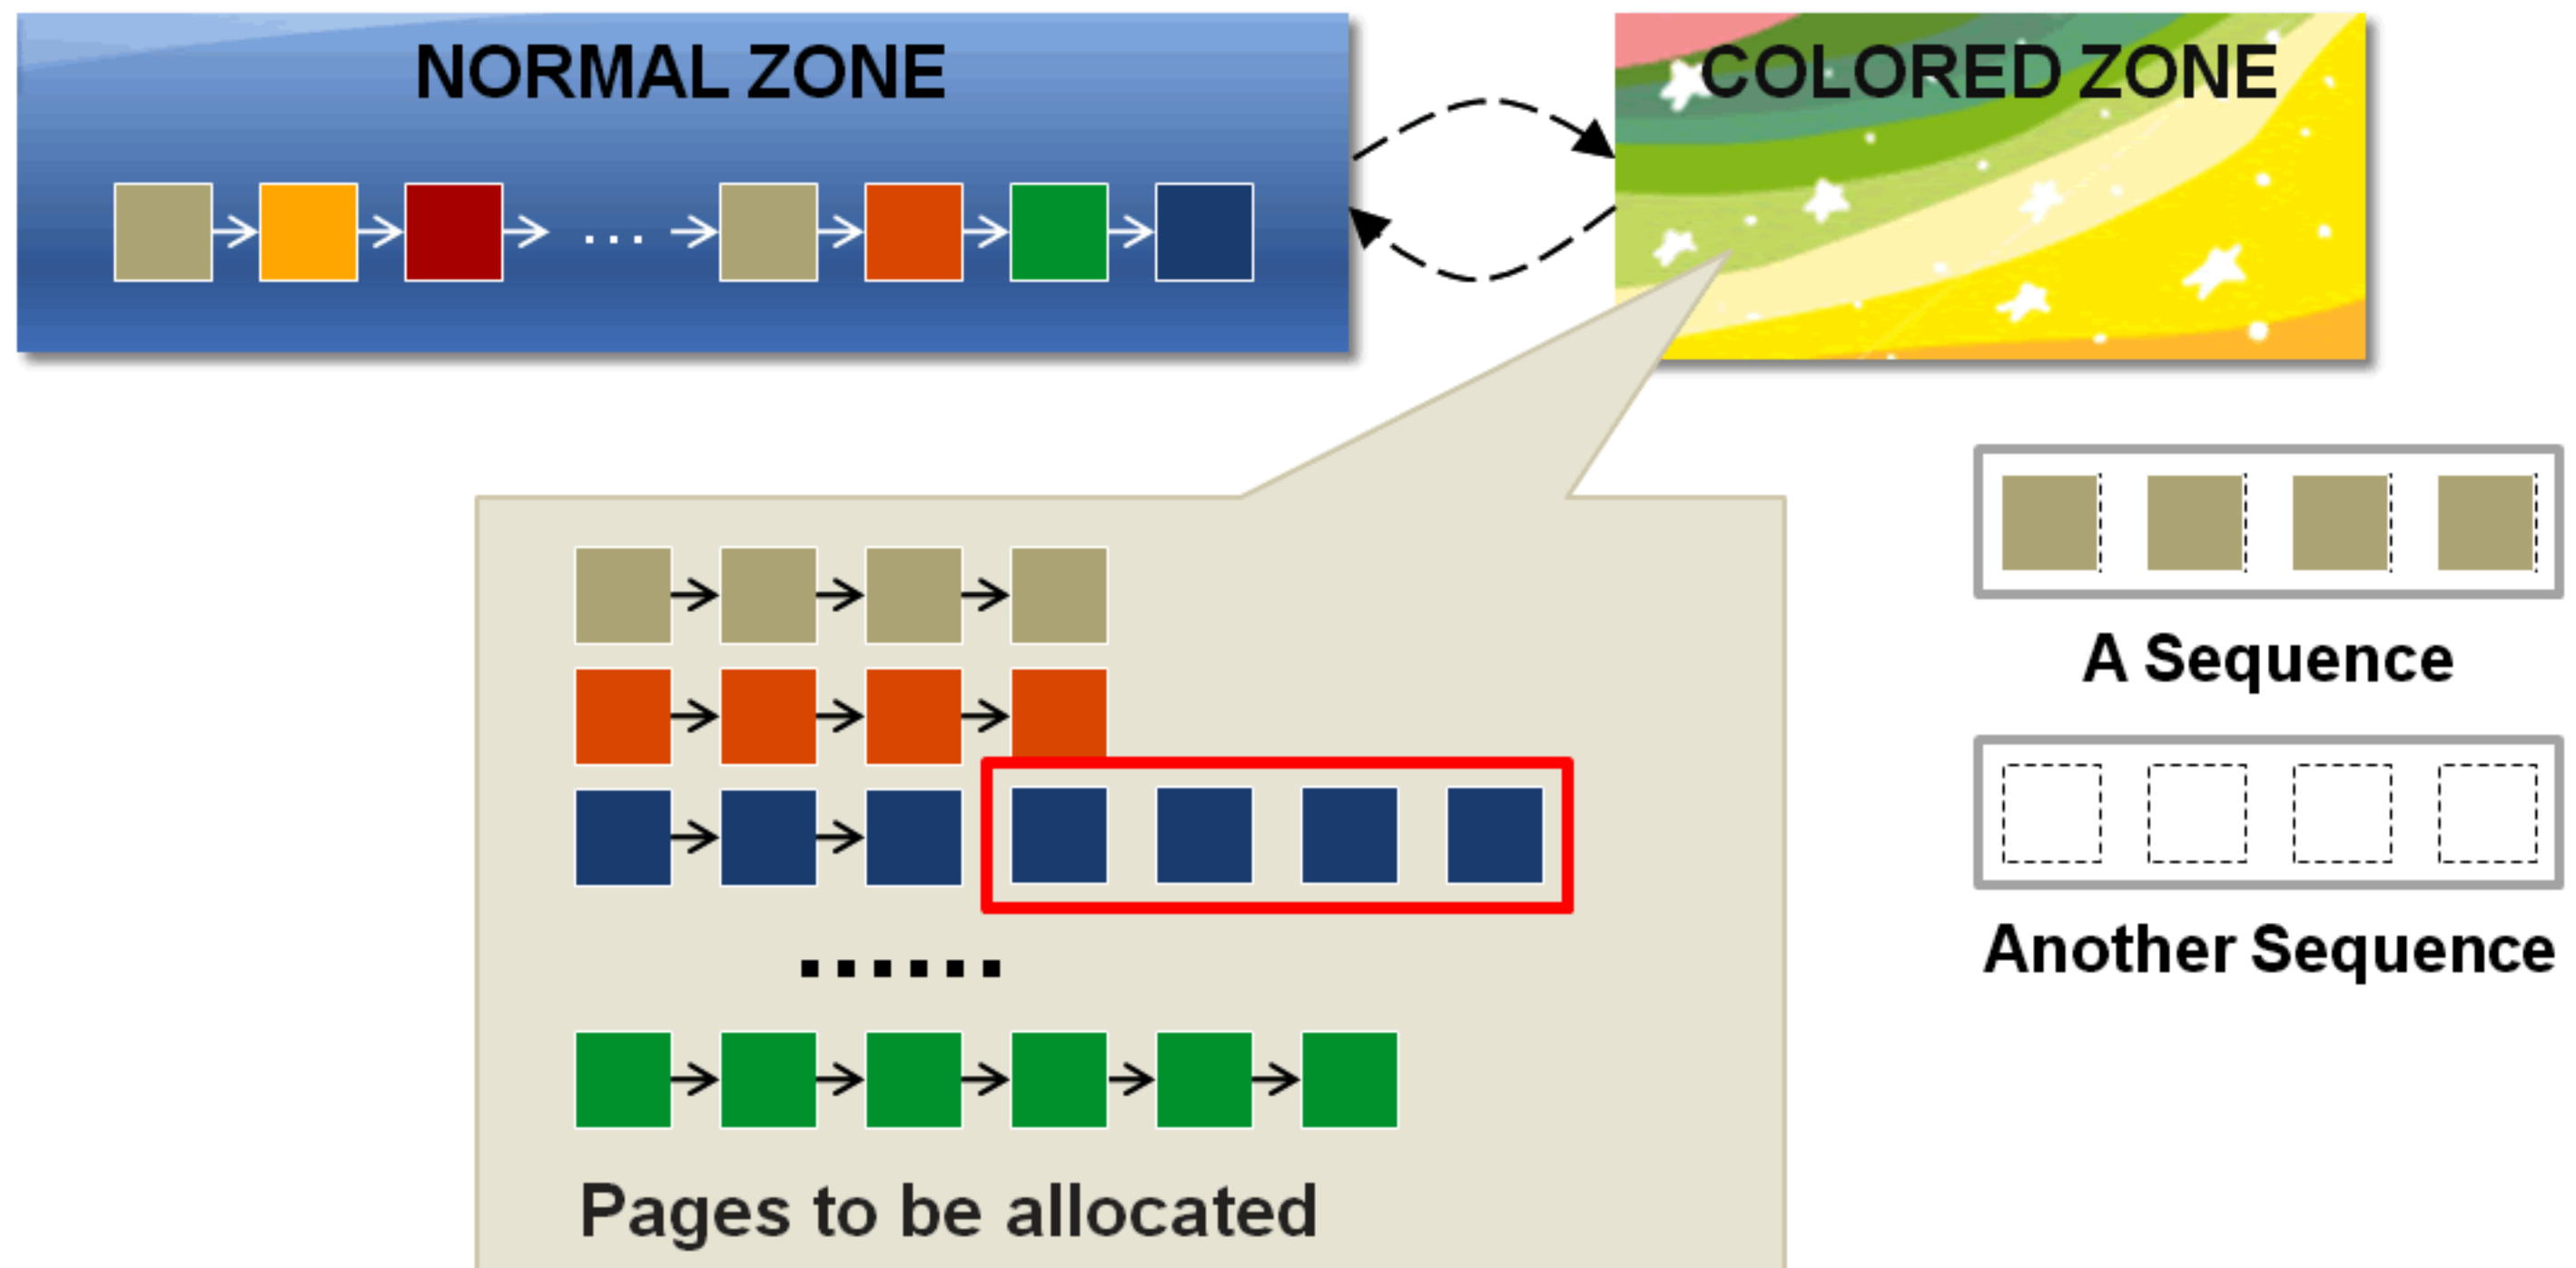 NORMAL ZONE
COLORED ZONE
...
A Sequence
Another Sequence
......
Pages to be allocated